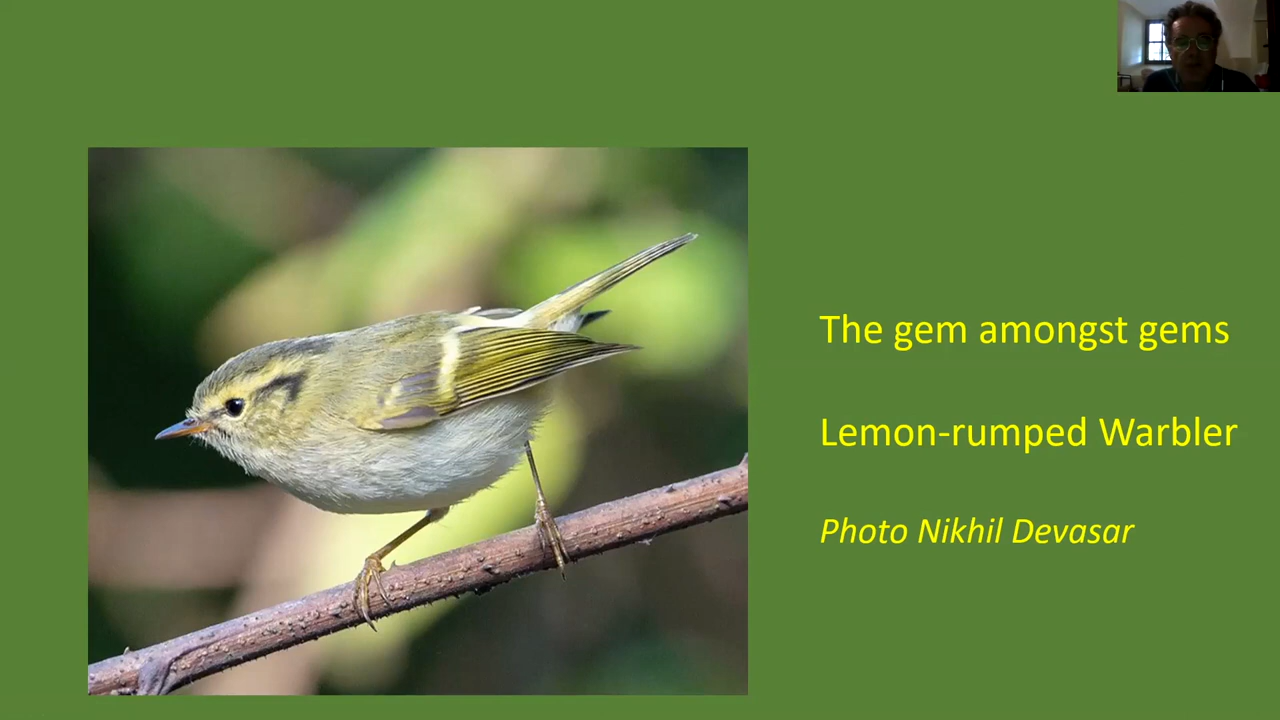 The gem amongst gems
Lemon-rumped Warbler
Photo Nikhil Devasar